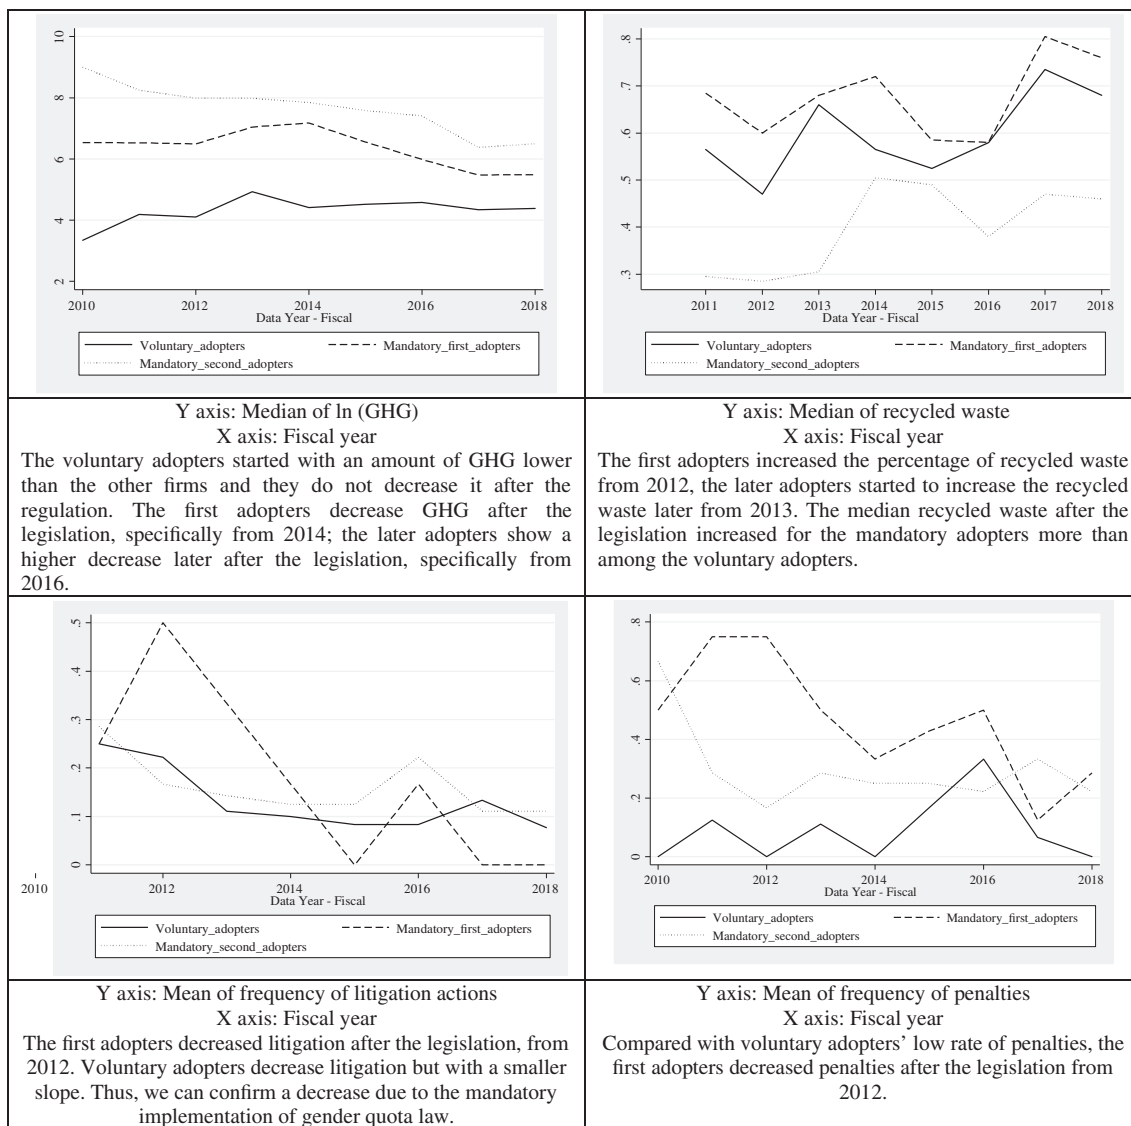 10
8
6
4
2
2010 2012 2014 2016 2018
Data Year - Fiscal
Voluntary_adopters Mandatory_first_adopters
Mandatory_second_adopters
Y axis: Median of ln (GHG)
X axis: Fiscal year
The voluntary adopters started with an amount of GHG lower
than the other firms and they do not decrease it after the
regulation. The first adopters decrease GHG after the
legislation, specifically from 2014; the later adopters show a
higher decrease later after the legislation, specifically from
2016.
.8
.7
.6
.5
.4
.3
2011 2012 2013 2014 2015 2016 2017 2018
Data Year - Fiscal
Voluntary_adopters Mandatory_first_adopters
Mandatory_second_adopters
Y axis: Median of recycled waste
X axis: Fiscal year
The first adopters increased the percentage of recycled waste
from 2012, the later adopters started to increase the recycled
waste later from 2013. The median recycled waste after the
legislation increased for the mandatory adopters more than
among the voluntary adopters.
.5
.4
.3
.2
.1
0
2010 2012 2014 2016 2018
Data Year - Fiscal
Voluntary_adopters Mandatory_first_adopters
Mandatory_second_adopters
Y axis: Mean of frequency of litigation actions
X axis: Fiscal year
The first adopters decreased litigation after the legislation, from
2012. Voluntary adopters decrease litigation but with a smaller
slope. Thus, we can confirm a decrease due to the mandatory
implementation of gender quota law.
.8
.6
.4
.2
0
2010 2012 2014 2016 2018
Data Year - Fiscal
Voluntary_adopters Mandatory_first_adopters
Mandatory_second_adopters
Y axis: Mean of frequency of penalties
X axis: Fiscal year
Compared with voluntary adopters’ low rate of penalties, the
first adopters decreased penalties after the legislation from
2012.